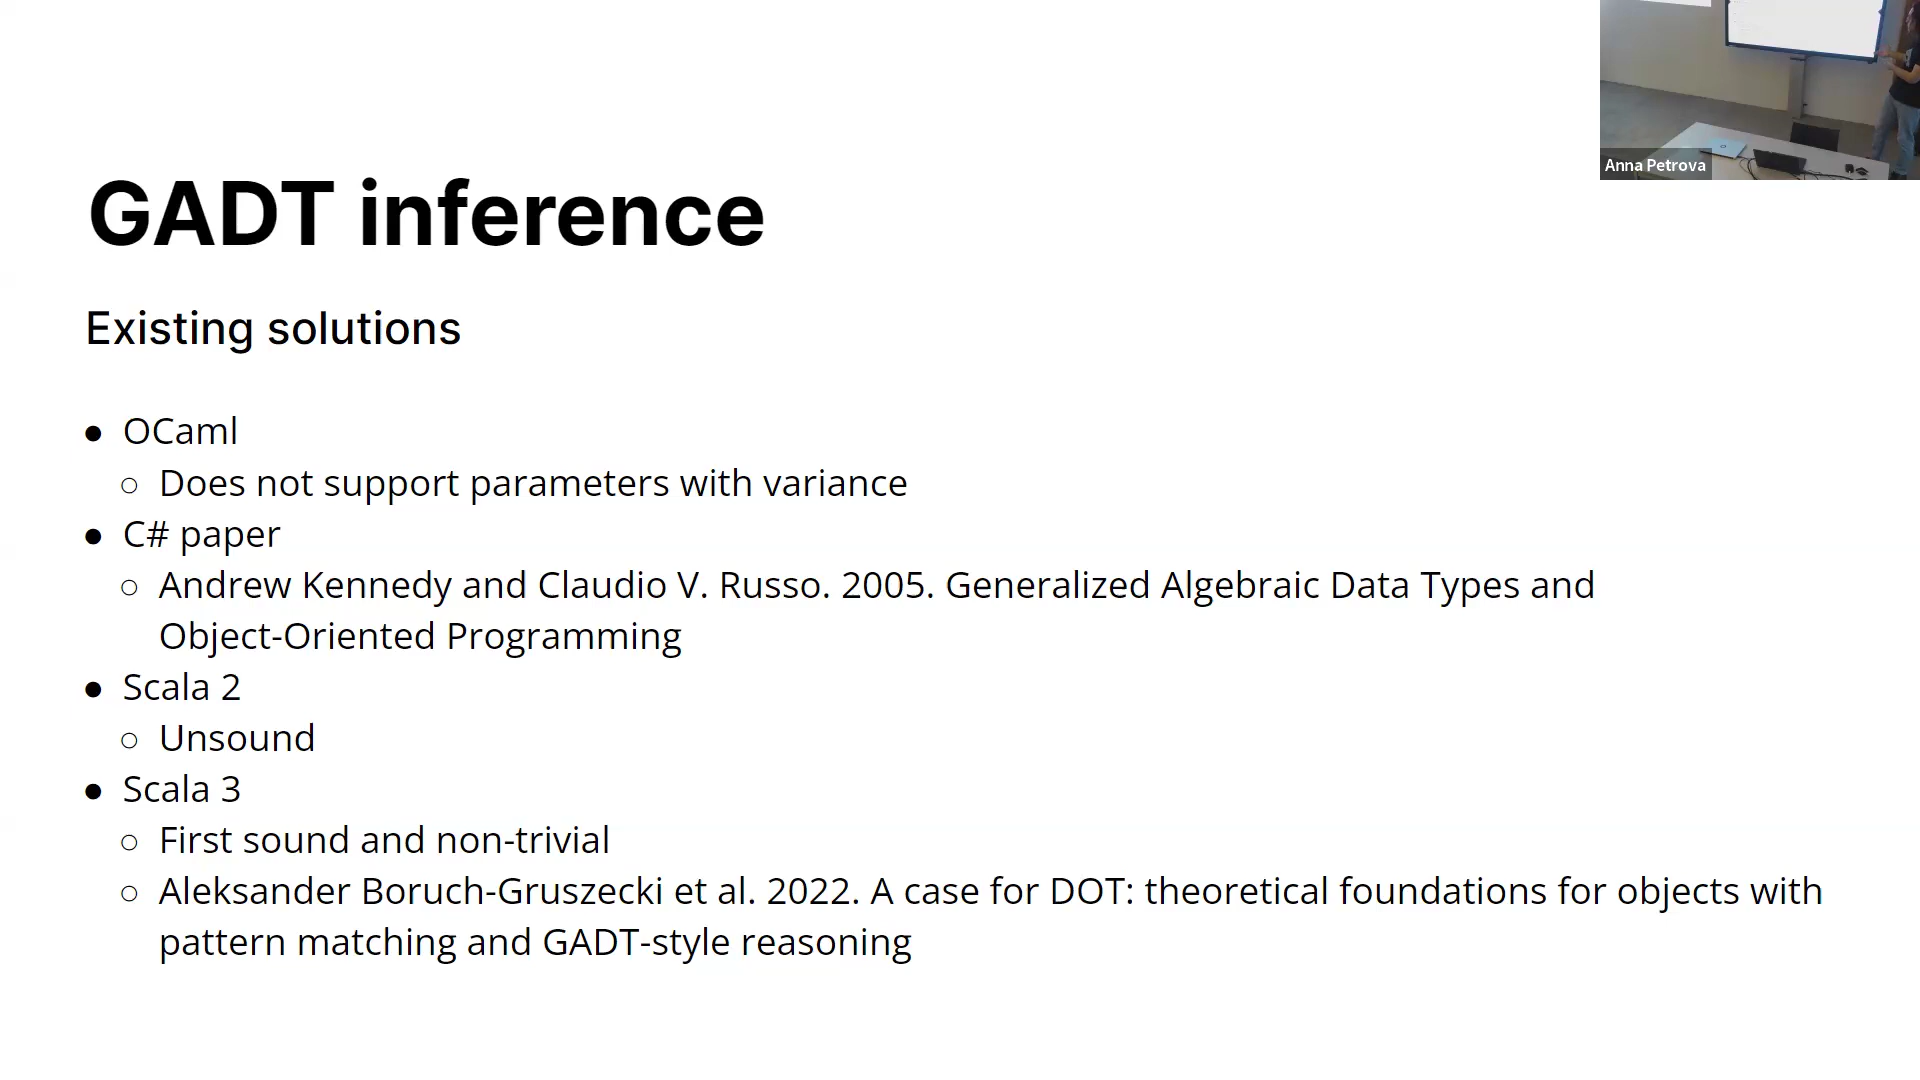 GADT inference
Existing solutions
● OCaml
○ Does not support parameters with variance
● C# paper
○ Andrew Kennedy and Claudio V. Russo. 2005. Generalized Algebraic Data Types and
Object-Oriented Programming
● Scala 2
○ Unsound
● Scala 3
○ First sound and non-trivial
○ Aleksander Boruch-Gruszecki et al. 2022. A case for DOT: theoretical foundations for objects with
pattern matching and GADT-style reasoning
Anna Petrova